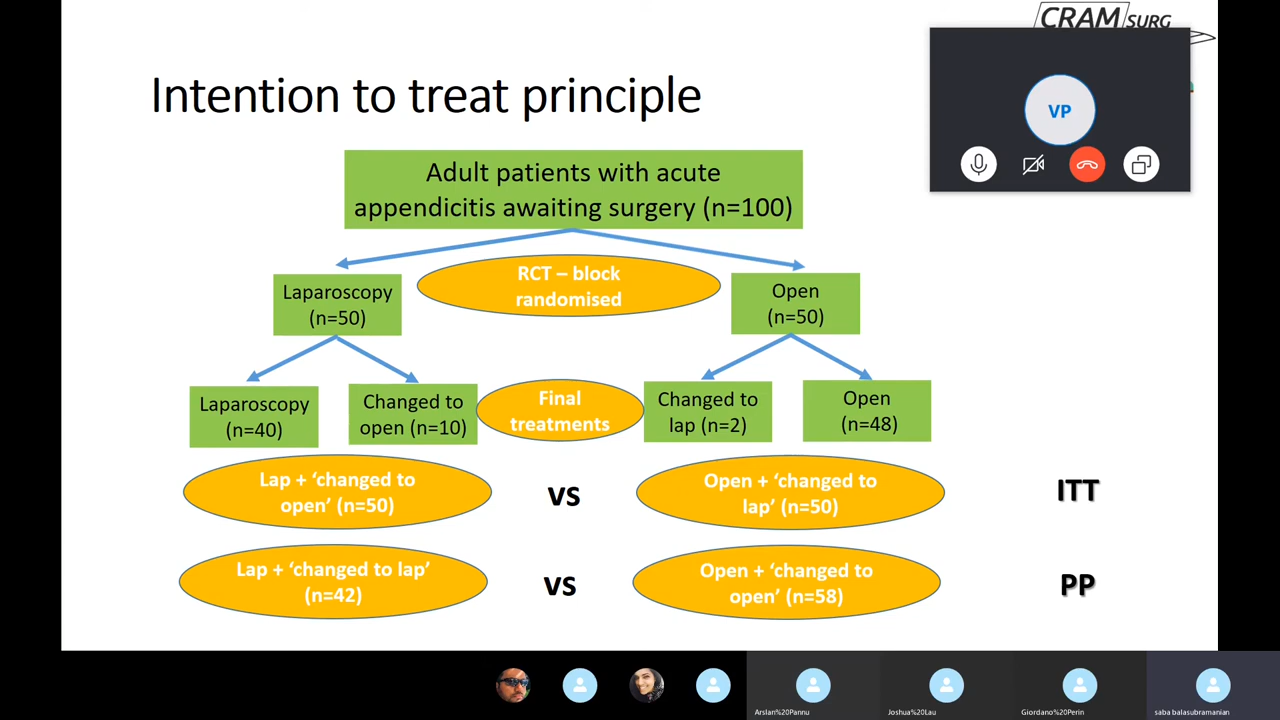 CRAM SURG
VP
Intention to treat principle
Adult patients with acute
appendicitis awaiting surgery (n=100)
RCT – block
randomised
Laparoscopy
(n=50)
Open
(n=50)
Laparoscopy
(n=40)
Changed to
open (n=10)
Final
treatments
Changed to
lap (n=2)
Open
(n=48)
Lap + ‘changed to
open’ (n=50)
VS
Open + ‘changed to
lap’ (n=50)
ITT
Lap + ‘changed to lap’
(n=42)
VS
Open + ‘changed to
open’ (n=58)
PP
Arslan%20Pannu
Joshua%20Lau
Giordano%20Perin
saba balasubramanian